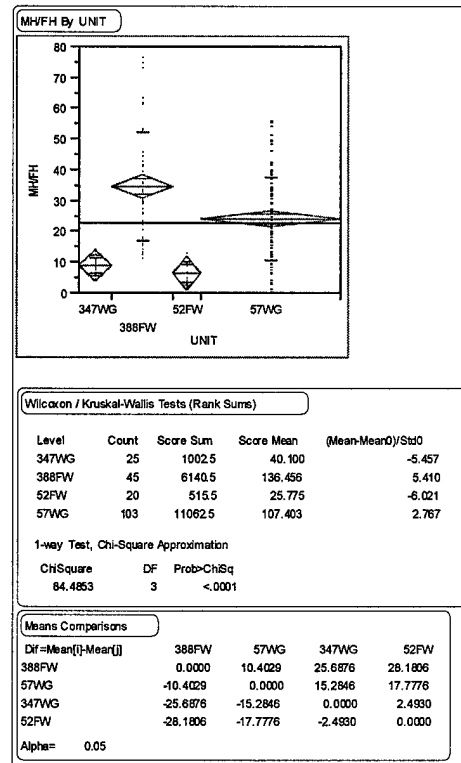 MH/FH By UNIT
80
70
60
50
40
30
20
10
0
MH/FH
347WG
388FW
52FW
57WG
UNIT
Wilcoxon / Kruskal-Wallis Tests (Rank Sums)
Level Count Score Sum Score Mean (Mean-Mean0)/Std0
347WG 25 1002.5 40.100 -5.457
388FW 45 6140.5 136.456 5.410
52FW 20 515.5 25.775 -6.021
57WG 103 11062.5 107.403 2.767
1-way Test, Chi-Square Approximation
ChiSquare DF Prob>ChiSq
84.4853 3 <.0001
Means Comparisons
Dif=Mean[i]-Mean[j] 388FW 57WG 347WG 52FW
388FW 0.0000 10.4029 25.6876 28.1806
57WG -10.4029 0.0000 15.2846 17.7776
347WG -25.6876 -15.2846 0.0000 2.4930
52FW -28.1806 -17.7776 -2.4930 0.0000
Alpha= 0.05